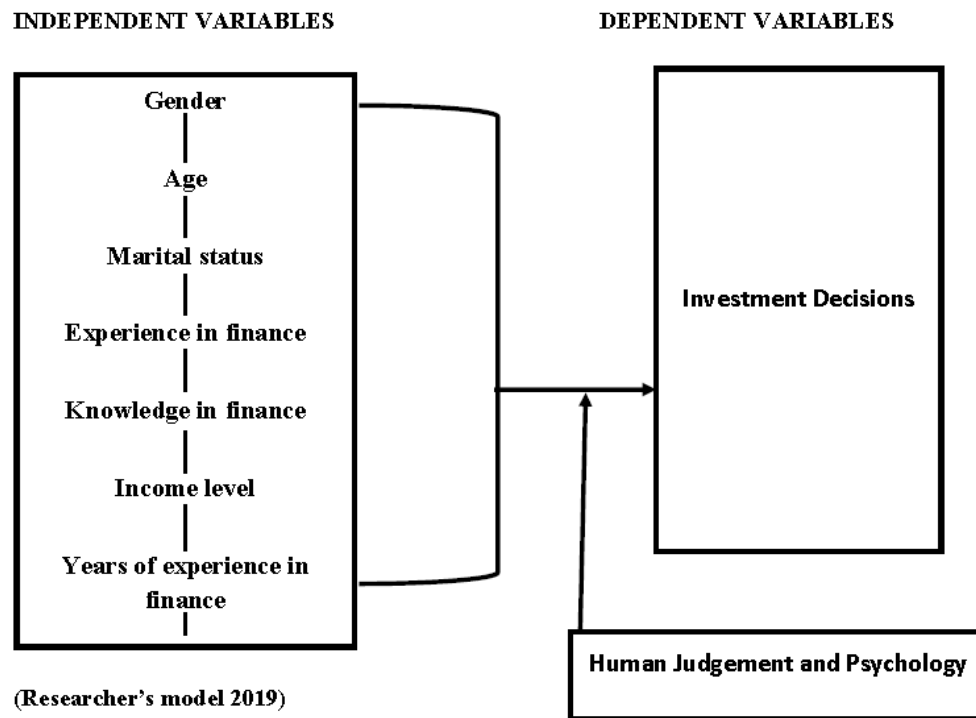 INDEPENDENT VARIABLES
DEPENDENT VARIABLES
Gender
Age
Marital status
Experience in finance
Knowledge in finance
Income level
Years of experience in
finance
Investment Decisions
Human Judgement and Psychology
(Researcher's model 2019)